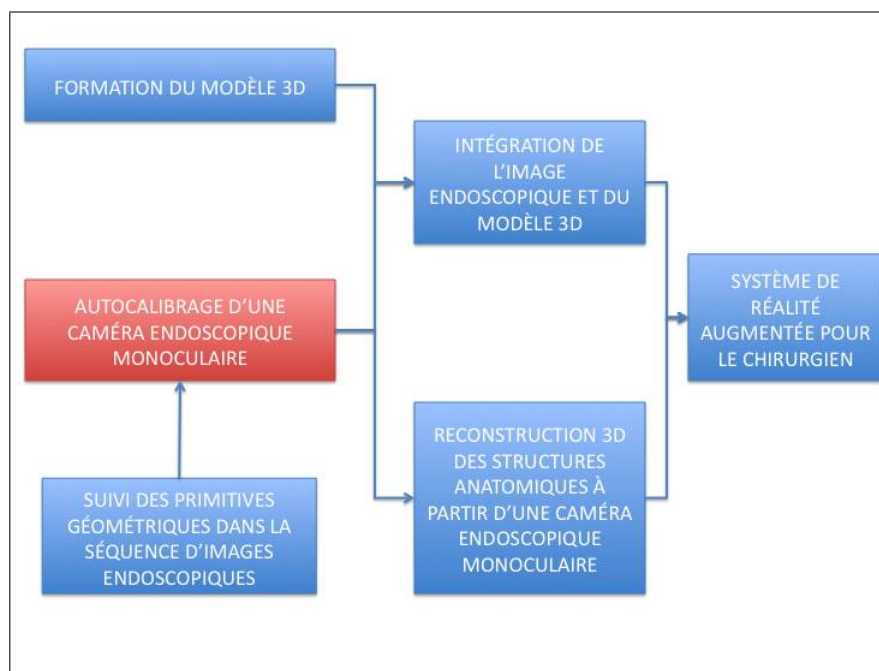 FORMATION DU MODÈLE 3D
INTÉGRATION DE
L'IMAGE
ENDOSCOPIQUE ET DU
MODÈLE 3D
AUTOCALIBRAGE D'UNE
CAMÉRA ENDOSCOPIQUE
MONOCULAIRE
SYSTÈME DE
RÉALITÉ
AUGMENTÉE POUR
LE CHIRURGIEN
SUIVI DES PRIMITIVES
GÉOMÉTRIQUES DANS LA
SÉQUENCE D'IMAGES
ENDOSCOPIQUES
RECONSTRUCTION 3D
DES STRUCTURES
ANATOMIQUES À
PARTIR D'UNE CAMÉRA
ENDOSCOPIQUE
MONOCULAIRE